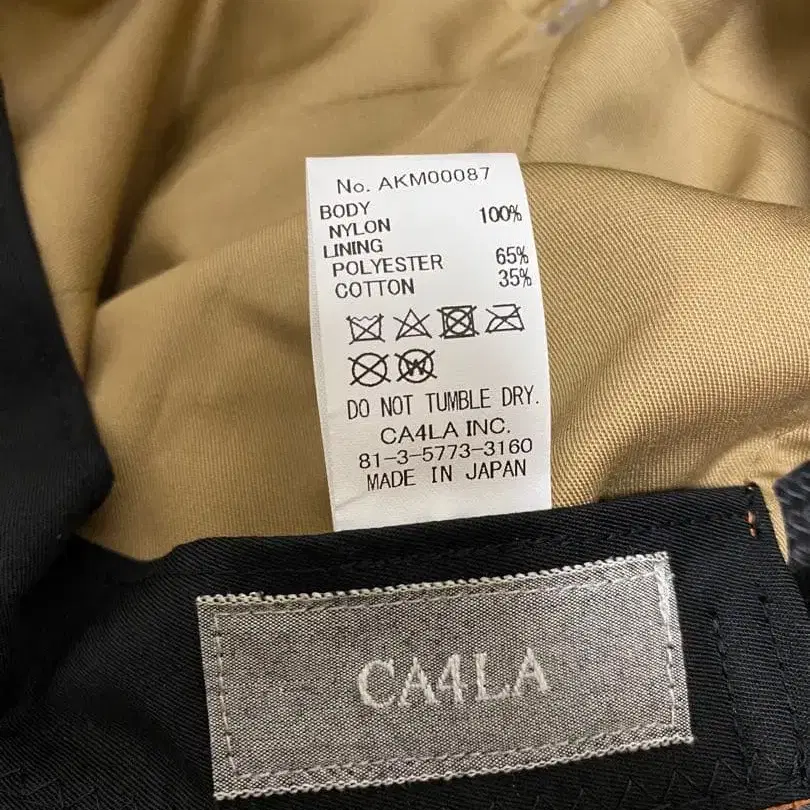 No. AKM00087
BODY
NYLON 100%
LINING
POLYESTER 65%
COTTON 35%
W
DO NOT TUMBLE DRY.
CA4LA INC.
81-3-5773-3160
MADE IN JAPAN
CA4LA